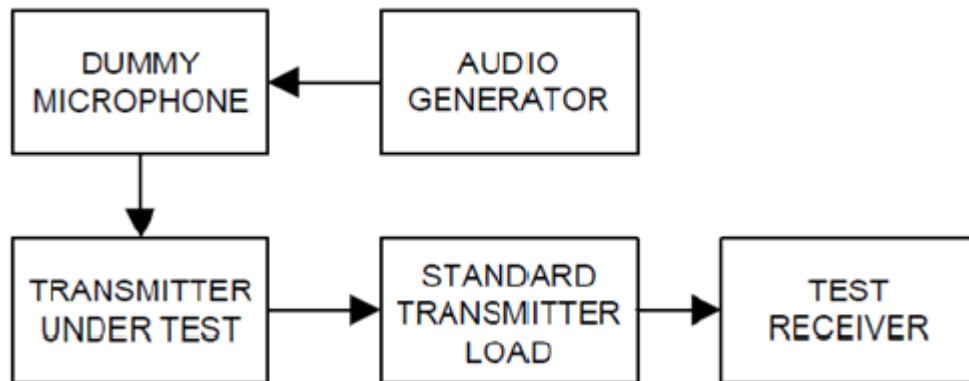 DUMMY
MICROPHONE
AUDIO
GENERATOR
TRANSMITTER
UNDER TEST
STANDARD
TRANSMITTER
LOAD
TEST
RECEIVER